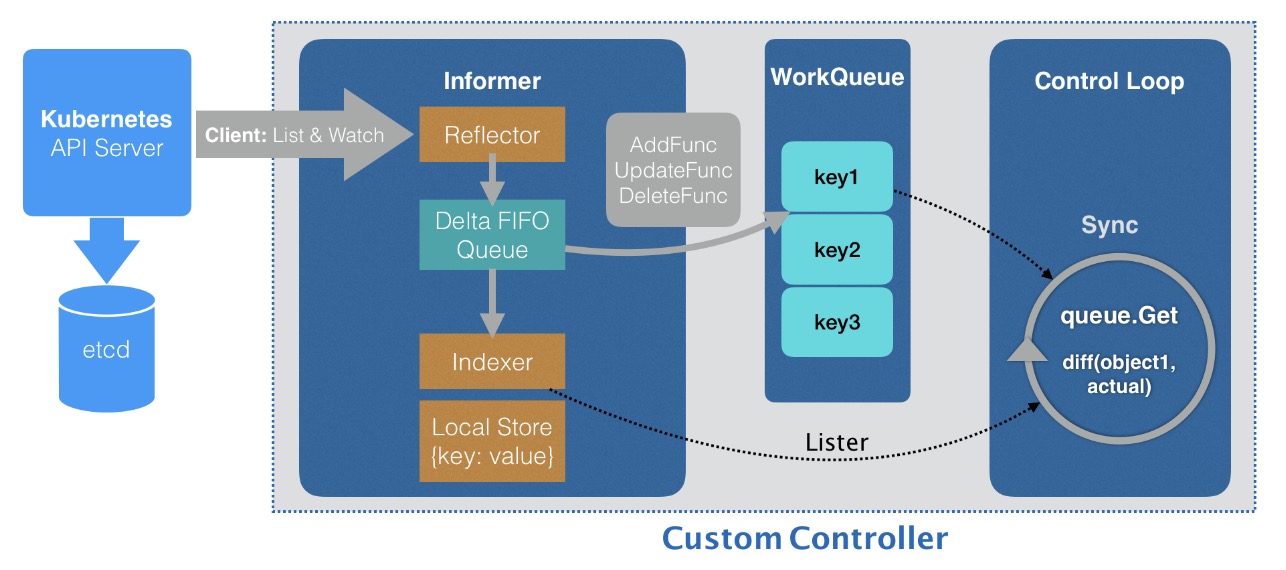 Kubernetes
API Server
etcd
Client: List & Watch
Informer
Reflector
Delta FIFO
Queue
Indexer
Local Store
{key: value}
AddFunc
UpdateFunc
DeleteFunc
WorkQueue
key1
key2
key3
Lister
Control Loop
Sync
queue.Get
diff(object1,
actual)
Custom Controller